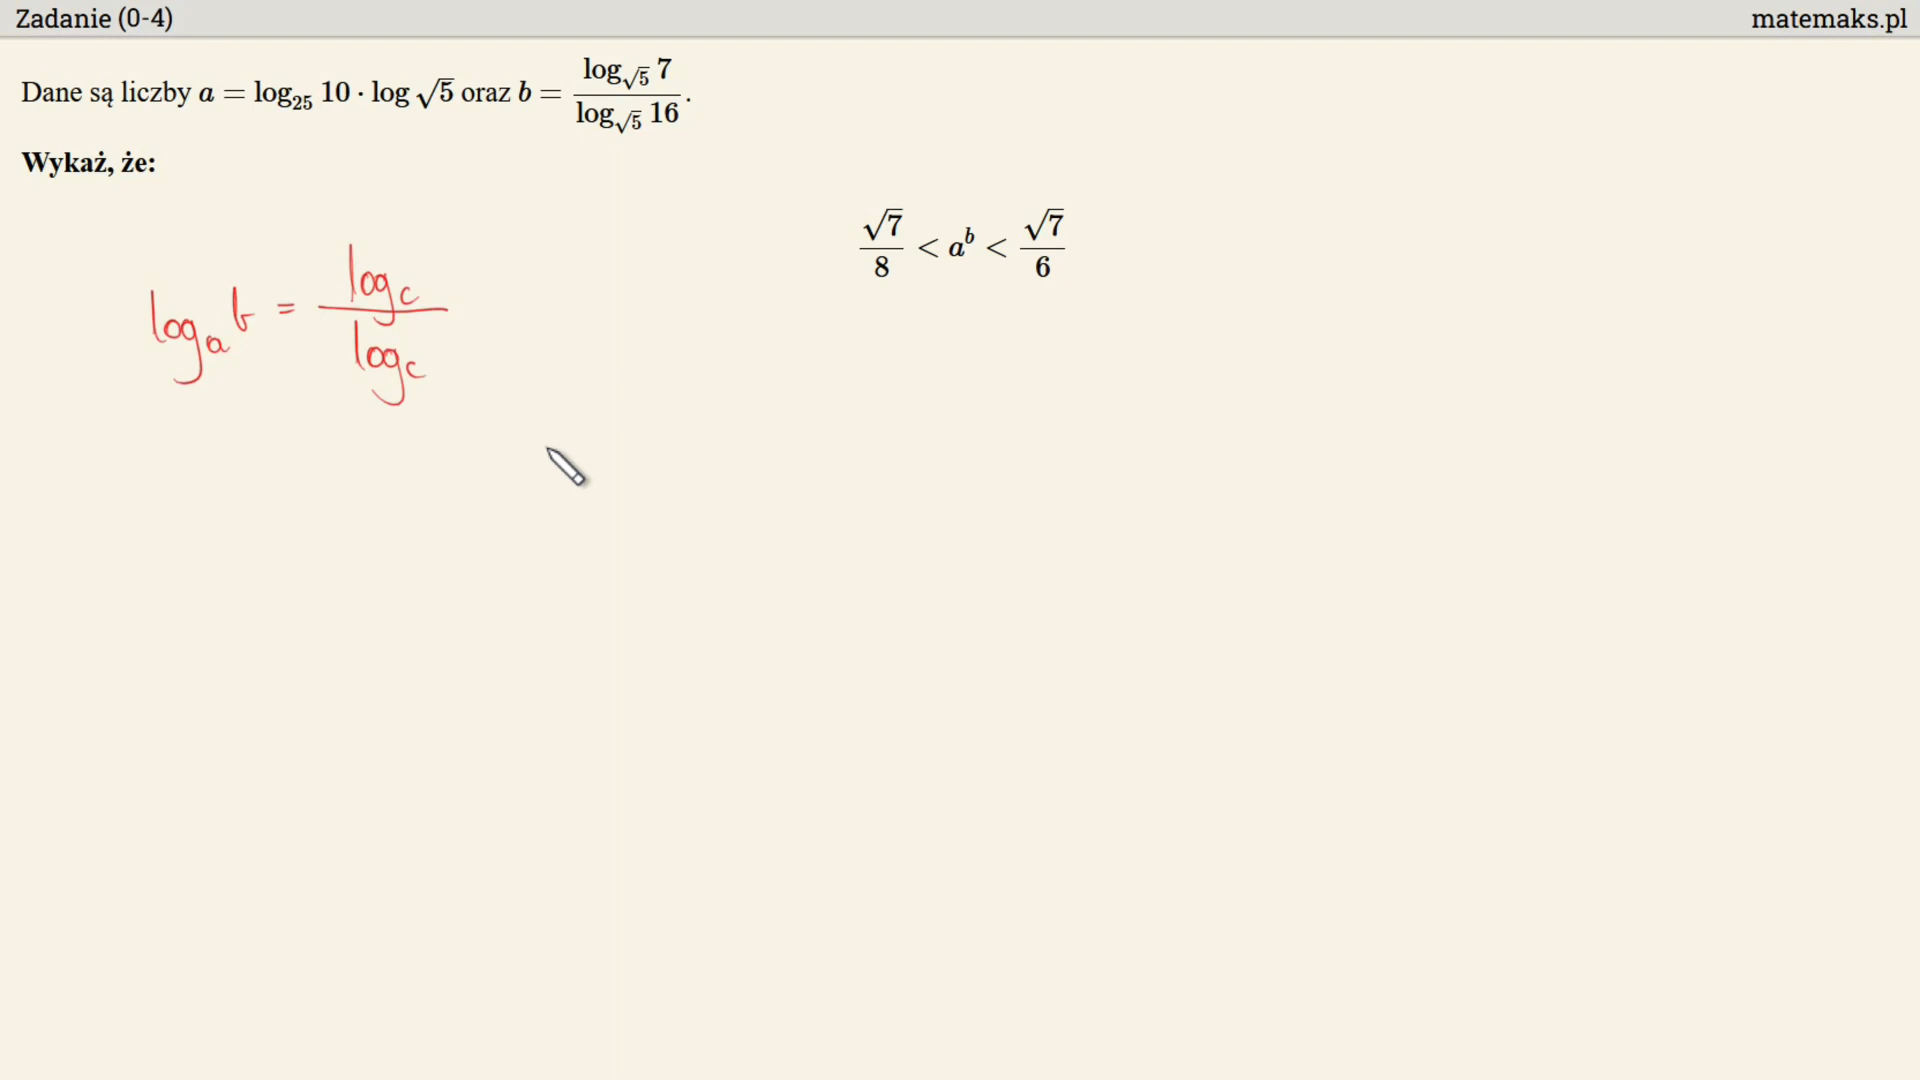 Zadanie (0-4) matemaks.pl
Dane są liczby a = log₂₅ 10 · log √5 oraz b = log_√5 7 / log_√5 16.
Wykaż, że:
√7/8 < a^b < √7/6
log_a b = log_c / log_c